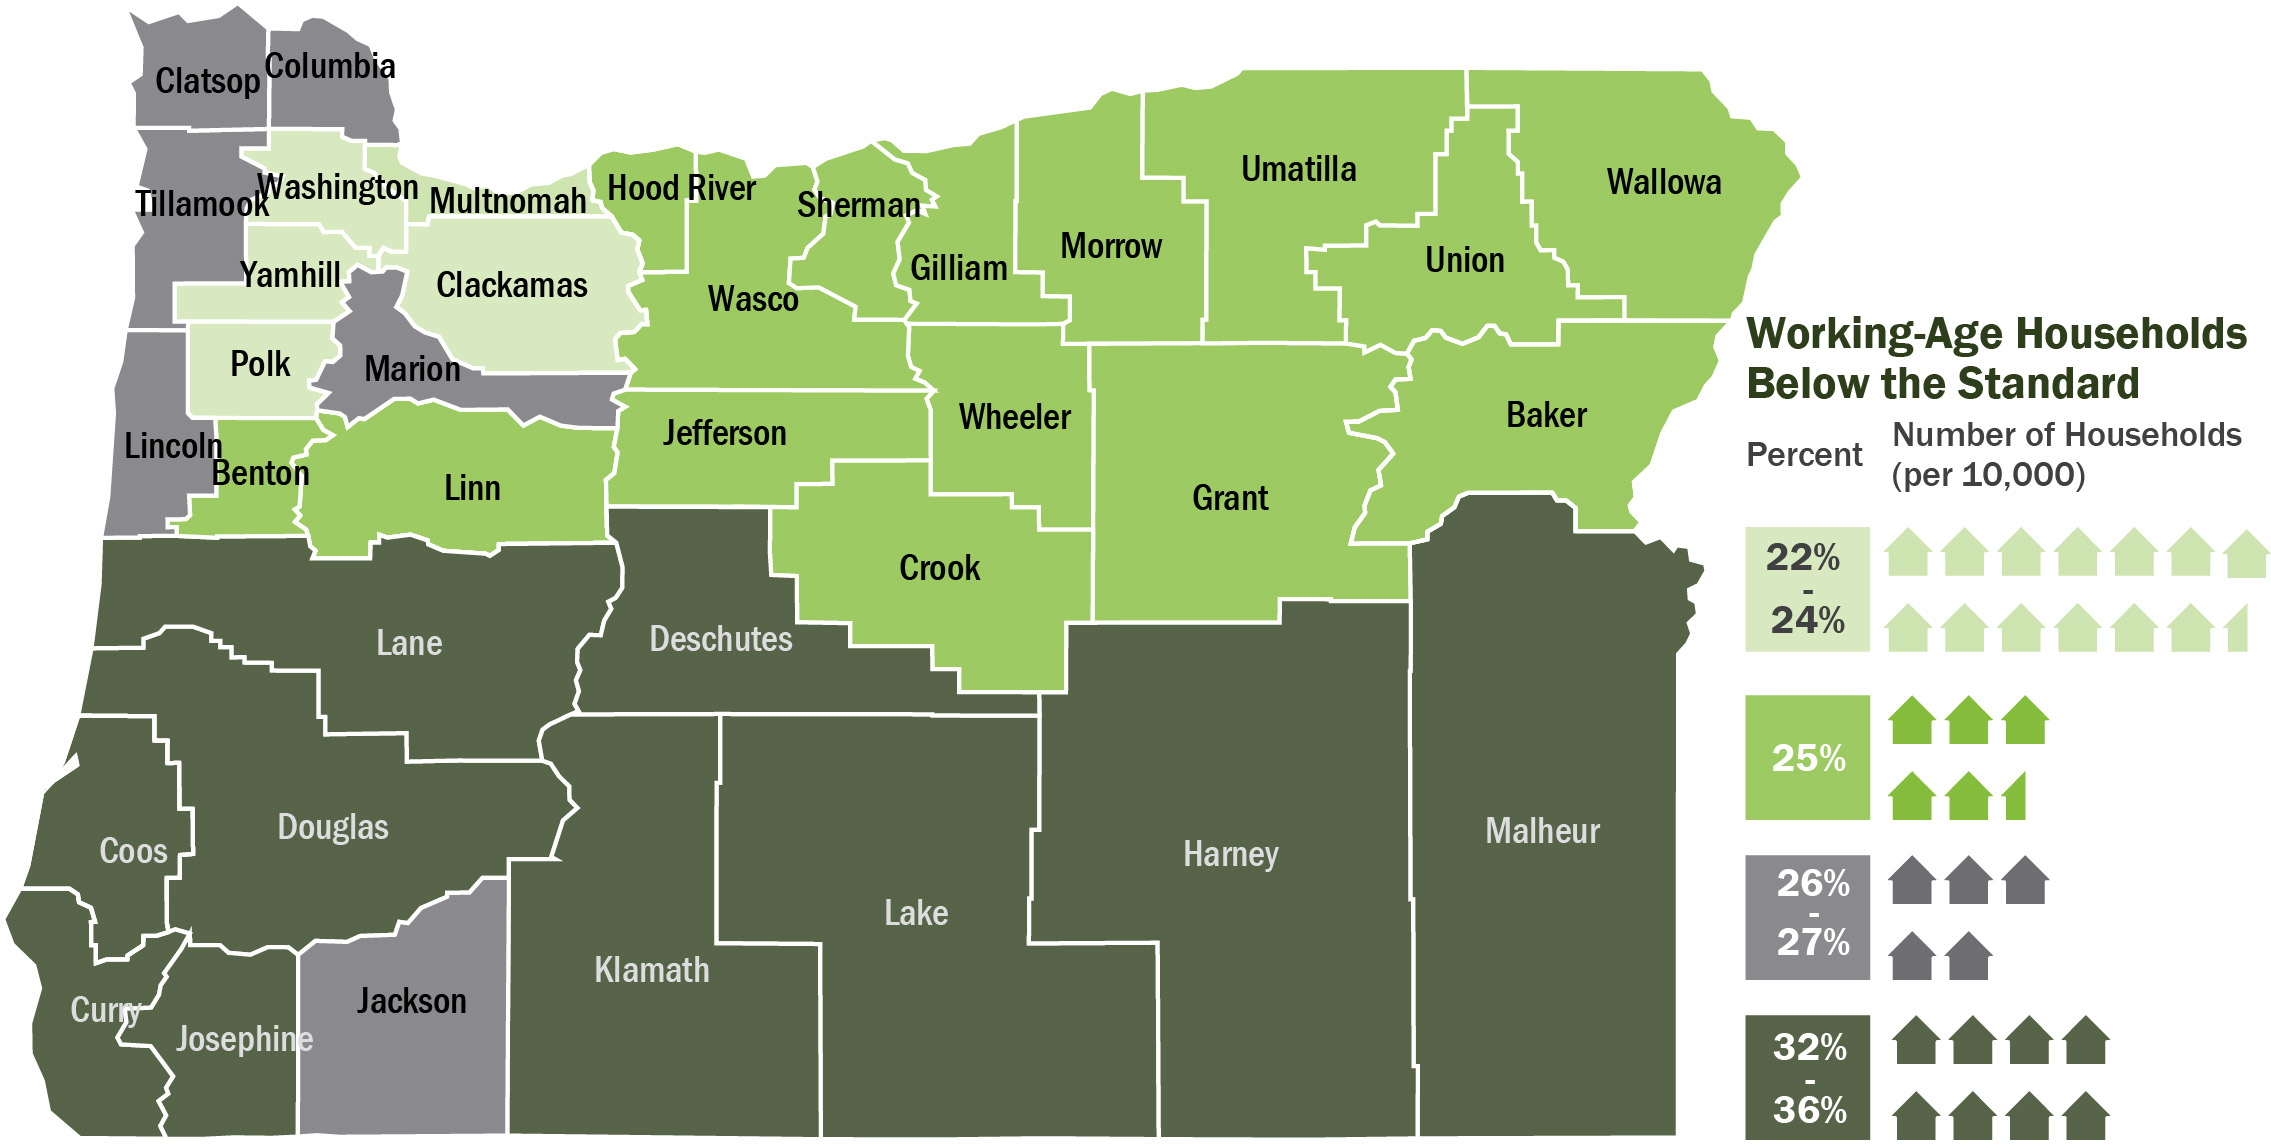 Clatsop
Columbia
Tillamook
Washington
Multnomah
Hood River
Sherman
Umatilla
Wallowa
Yamhill
Clackamas
Wasco
Gilliam
Morrow
Union
Polk
Marion
Lincoln
Benton
Linn
Jefferson
Wheeler
Grant
Baker
Crook
Lane
Deschutes
Douglas
Coos
Curry
Josephine
Jackson
Klamath
Lake
Harney
Malheur
Working-Age Households
Below the Standard
Percent
Number of Households
(per 10,000)
22%
-
24%
25%
26%
-
27%
32%
-
36%